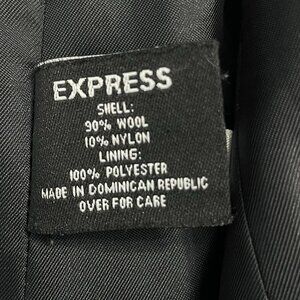 EXPRESS
SHELL:
90% WOOL
10% NYLON
LINING:
100% POLYESTER
MADE IN DOMINICAN REPUBLIC
OVER FOR CARE